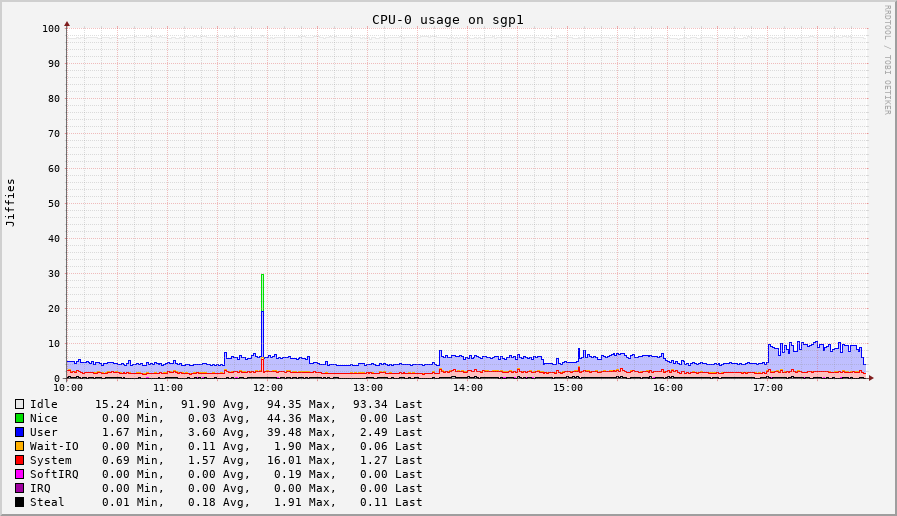 CPU-0 usage on sgp1
RRDTOOL / TOBI OETIKER
Jiffies
100
90
80
70
60
50
40
30
20
10
0
10:00 11:00 12:00 13:00 14:00 15:00 16:00 17:00
Idle 15.24 Min, 91.90 Avg, 94.35 Max, 93.34 Last
Nice 0.00 Min, 0.03 Avg, 44.36 Max, 0.00 Last
User 1.67 Min, 3.60 Avg, 39.48 Max, 2.49 Last
Wait-IO 0.00 Min, 0.11 Avg, 1.90 Max, 0.06 Last
System 0.69 Min, 1.57 Avg, 16.01 Max, 1.27 Last
SoftIRQ 0.00 Min, 0.00 Avg, 0.19 Max, 0.00 Last
IRQ 0.00 Min, 0.00 Avg, 0.00 Max, 0.00 Last
Steal 0.01 Min, 0.18 Avg, 1.91 Max, 0.11 Last